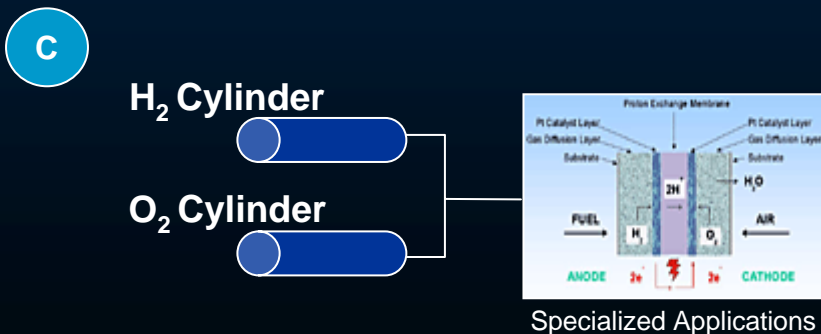 C
H₂ Cylinder
O₂ Cylinder
Proton Exchange Membrane
Pt Catalyst Layer
Pt Catalyst Layer
Gas Diffusion Layer
Gas Diffusion Layer
Substrate
Substrate
2H⁺
H₂O
FUEL
AIR
H₂
O₂
ANODE
2e⁻
2e⁻
CATHODE
Specialized Applications